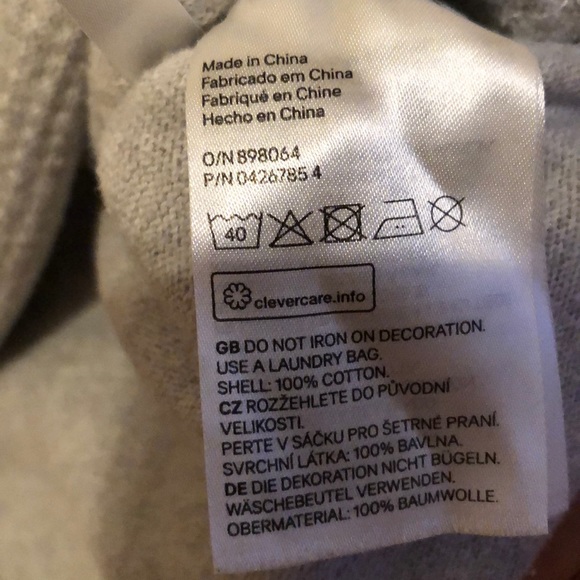 Made in China
Fabricado em China
Fabriqué en Chine
Hecho en China
O/N 898064
P/N 0426785 4
40
clevercare.info
GB DO NOT IRON ON DECORATION.
USE A LAUNDRY BAG.
SHELL: 100% COTTON.
CZ ROZŽEHLETE DO PŮVODNÍ
VELIKOSTI.
PERTE V SÁČKU PRO ŠETRNÉ PRANÍ.
SVRCHNÍ LÁTKA: 100% BAVLNA.
DE DIE DEKORATION NICHT BÜGELN.
WÄSCHEBEUTEL VERWENDEN.
OBERMATERIAL: 100% BAUMWOLLE.